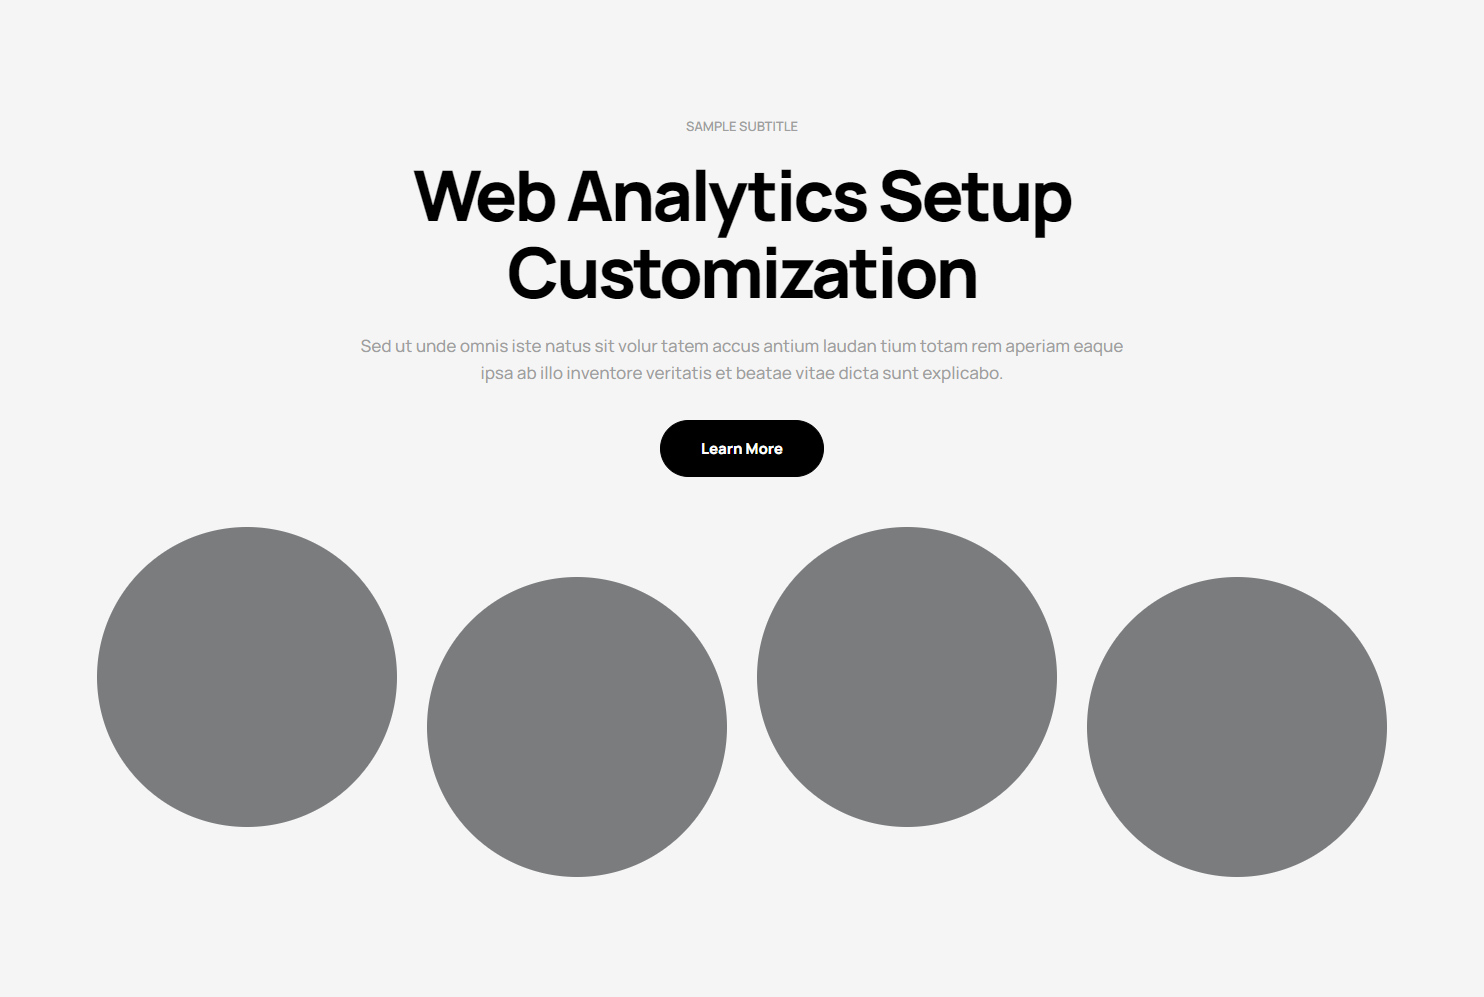 SAMPLE SUBTITLE
Web Analytics Setup
Customization
Sed ut unde omnis iste natus sit volur tatem accus antium laudan tium totam rem aperiam eaque
ipsa ab illo inventore veritatis et beatae vitae dicta sunt explicabo.
Learn More